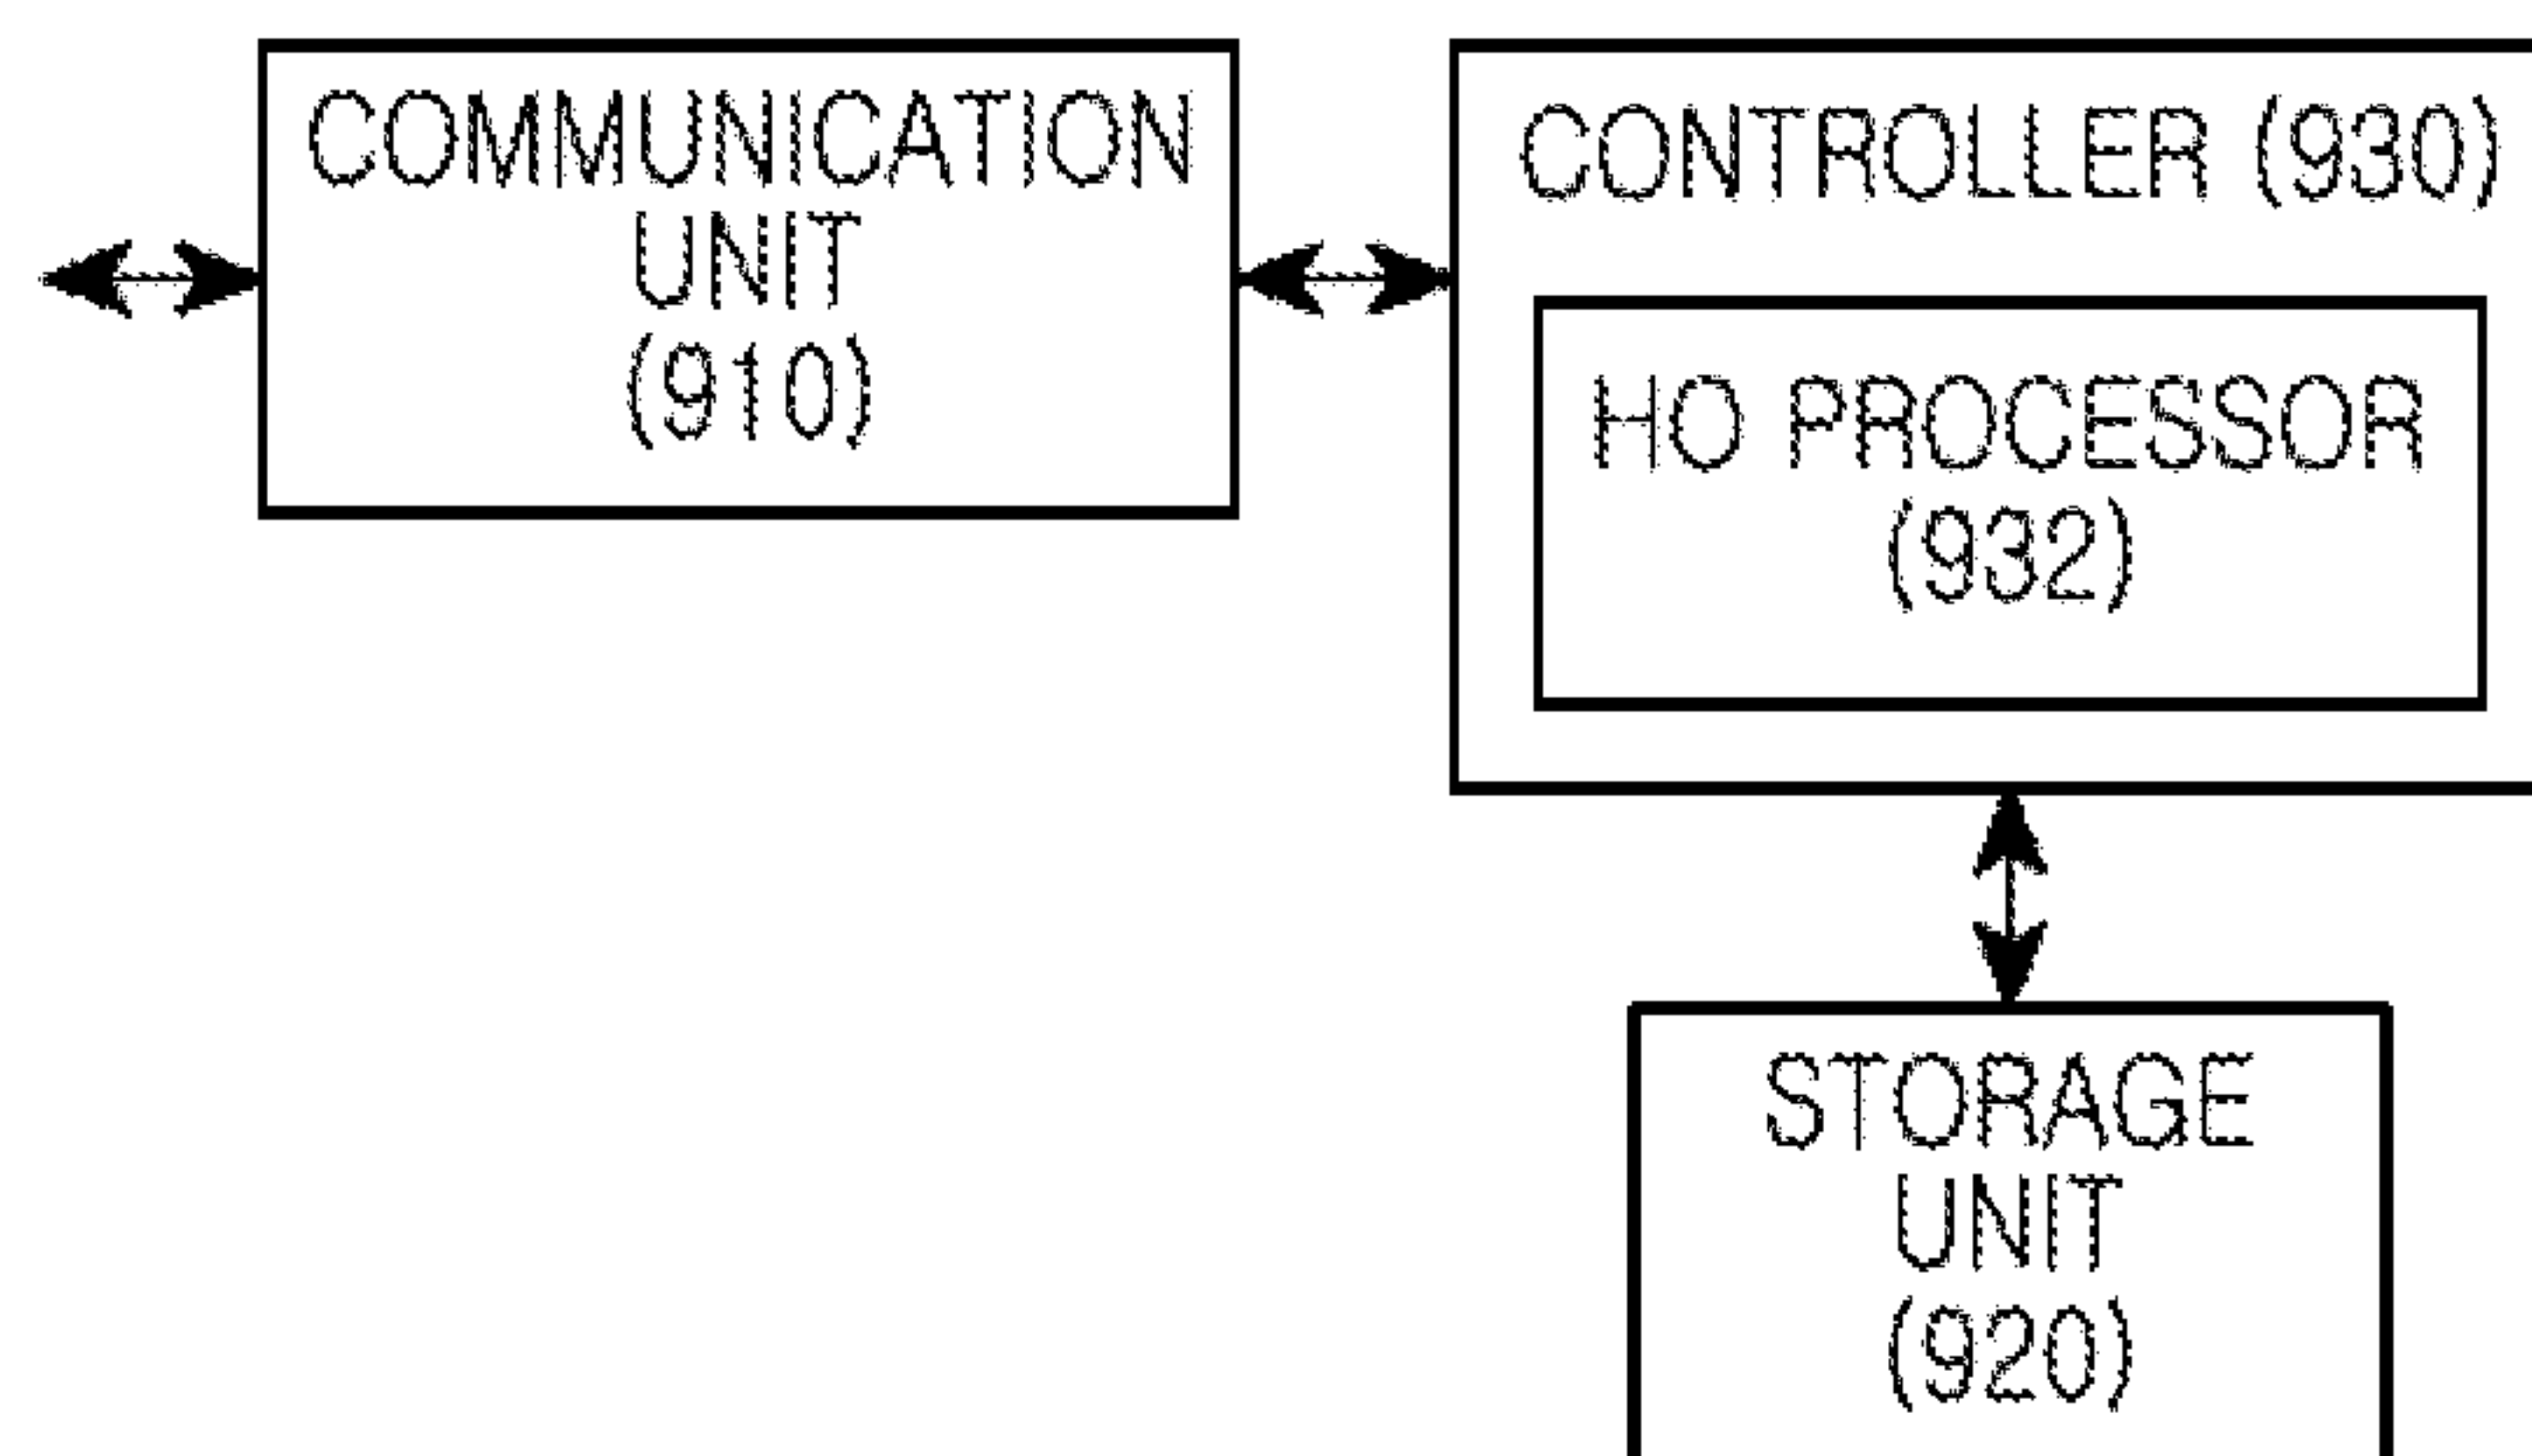 COMMUNICATION
UNIT
(910)
CONTROLLER (930)
HO PROCESSOR
(932)
STORAGE
UNIT
(920)